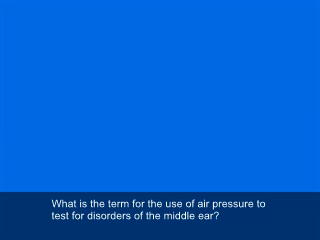 What is the term for the use of air pressure to
test for disorders of the middle ear?